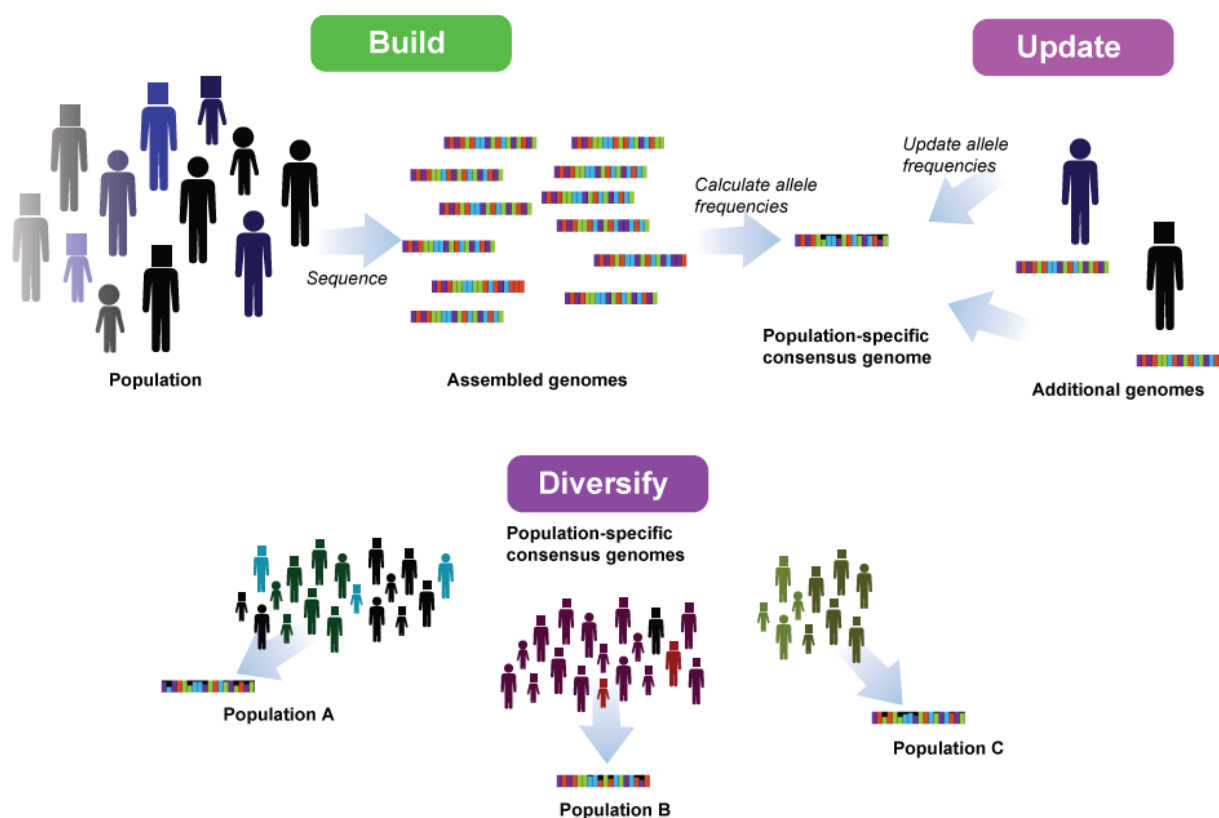 Build
Update
Update allele
frequencies
Calculate allele
frequencies
Sequence
Population-specific
consensus genome
Population
Assembled genomes
Additional genomes
Diversify
Population-specific
consensus genomes
Population A
Population B
Population C